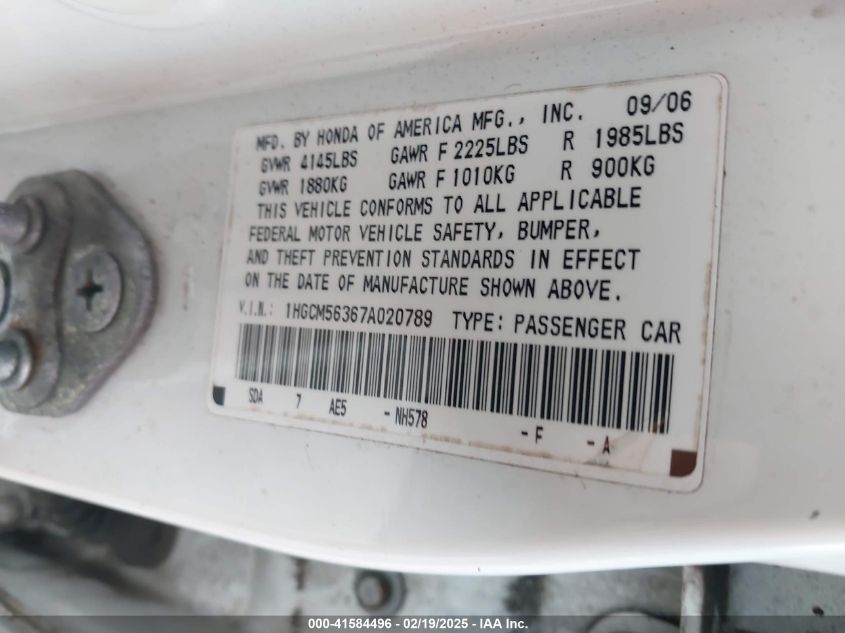 MFD. BY HONDA OF AMERICA MFG., INC. 09/06
GVWR 4145LBS GAWR F 2225LBS R 1985LBS
GVWR 1880KG GAWR F 1010KG R 900KG
THIS VEHICLE CONFORMS TO ALL APPLICABLE
FEDERAL MOTOR VEHICLE SAFETY, BUMPER,
AND THEFT PREVENTION STANDARDS IN EFFECT
ON THE DATE OF MANUFACTURE SHOWN ABOVE.
V.I.N.: 1HGCM56367A020789 TYPE: PASSENGER CAR
SDA 7 AE5 - NH578 - F - A
000-41584496 - 02/19/2025 - IAA Inc.